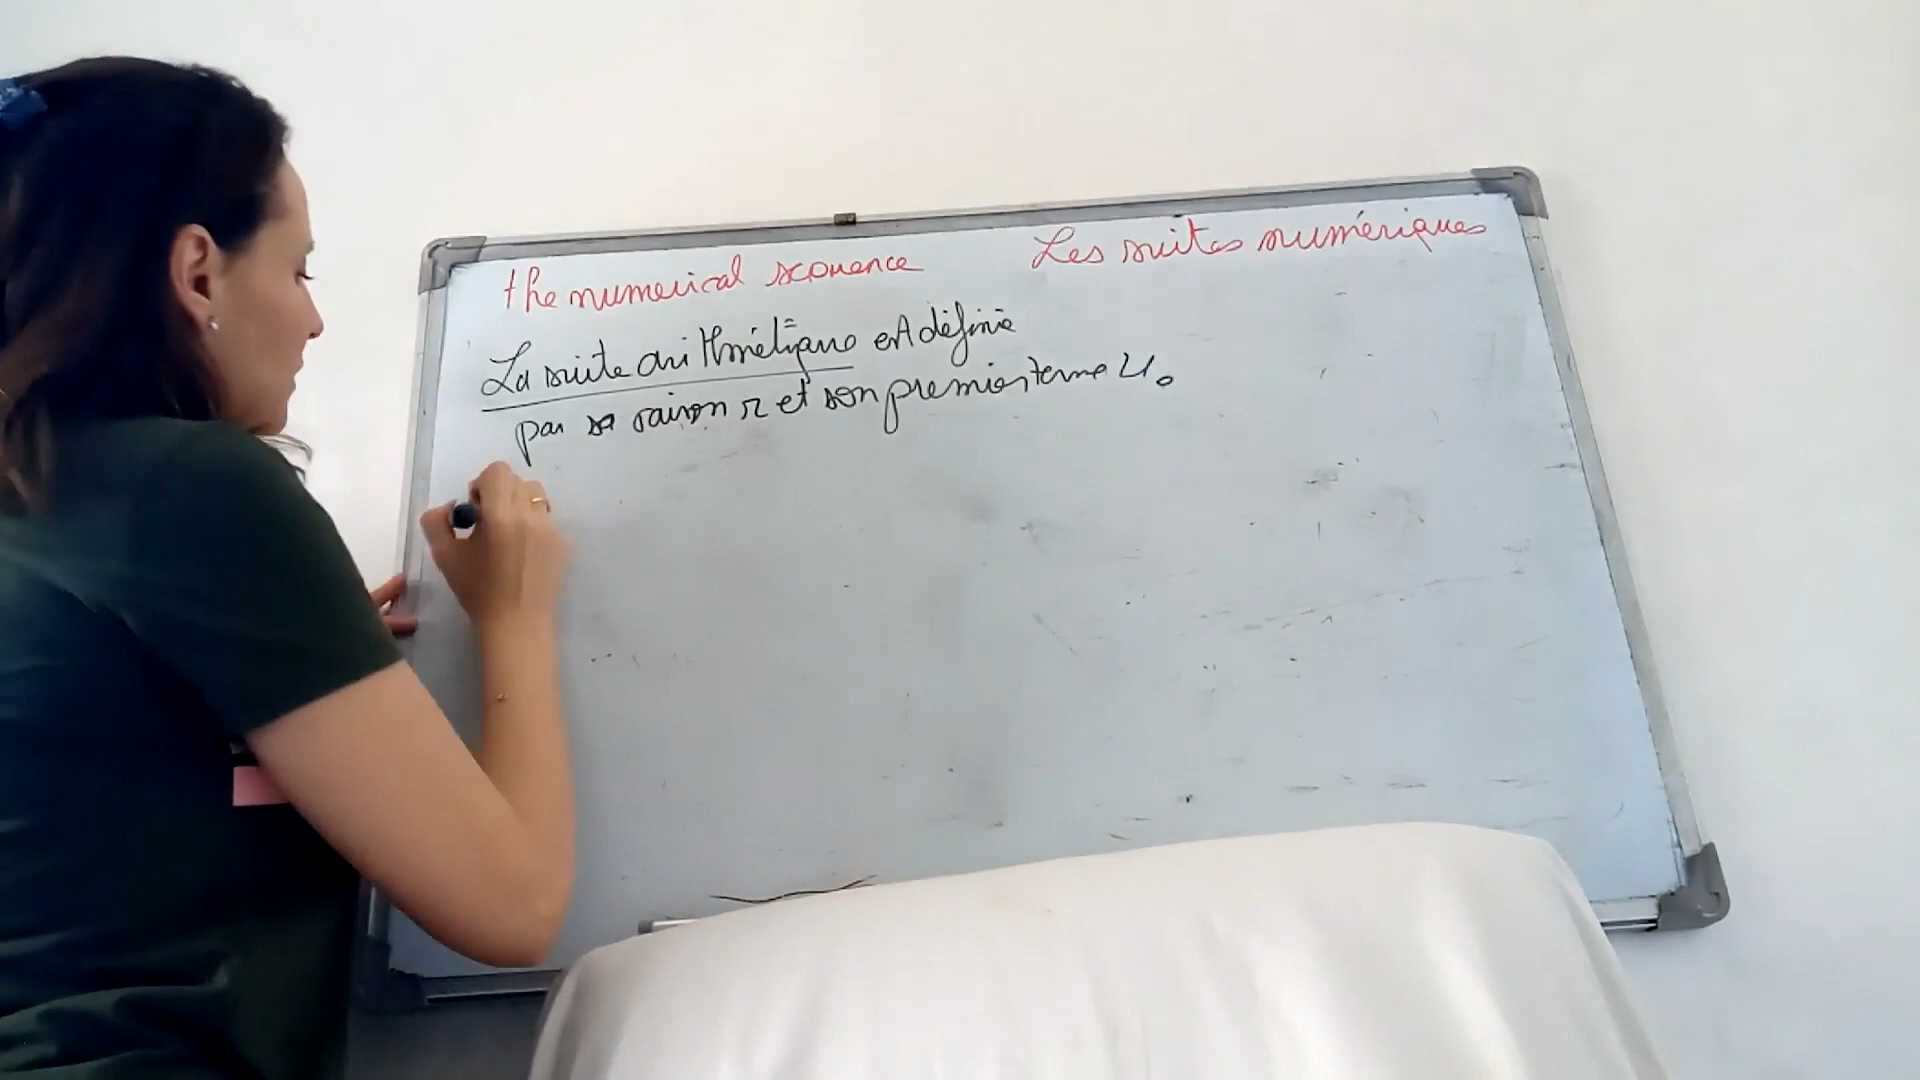 the numerical sequence Les suites numériques
La suite arithmétique est définie
par sa raison r et son premier terme U₀